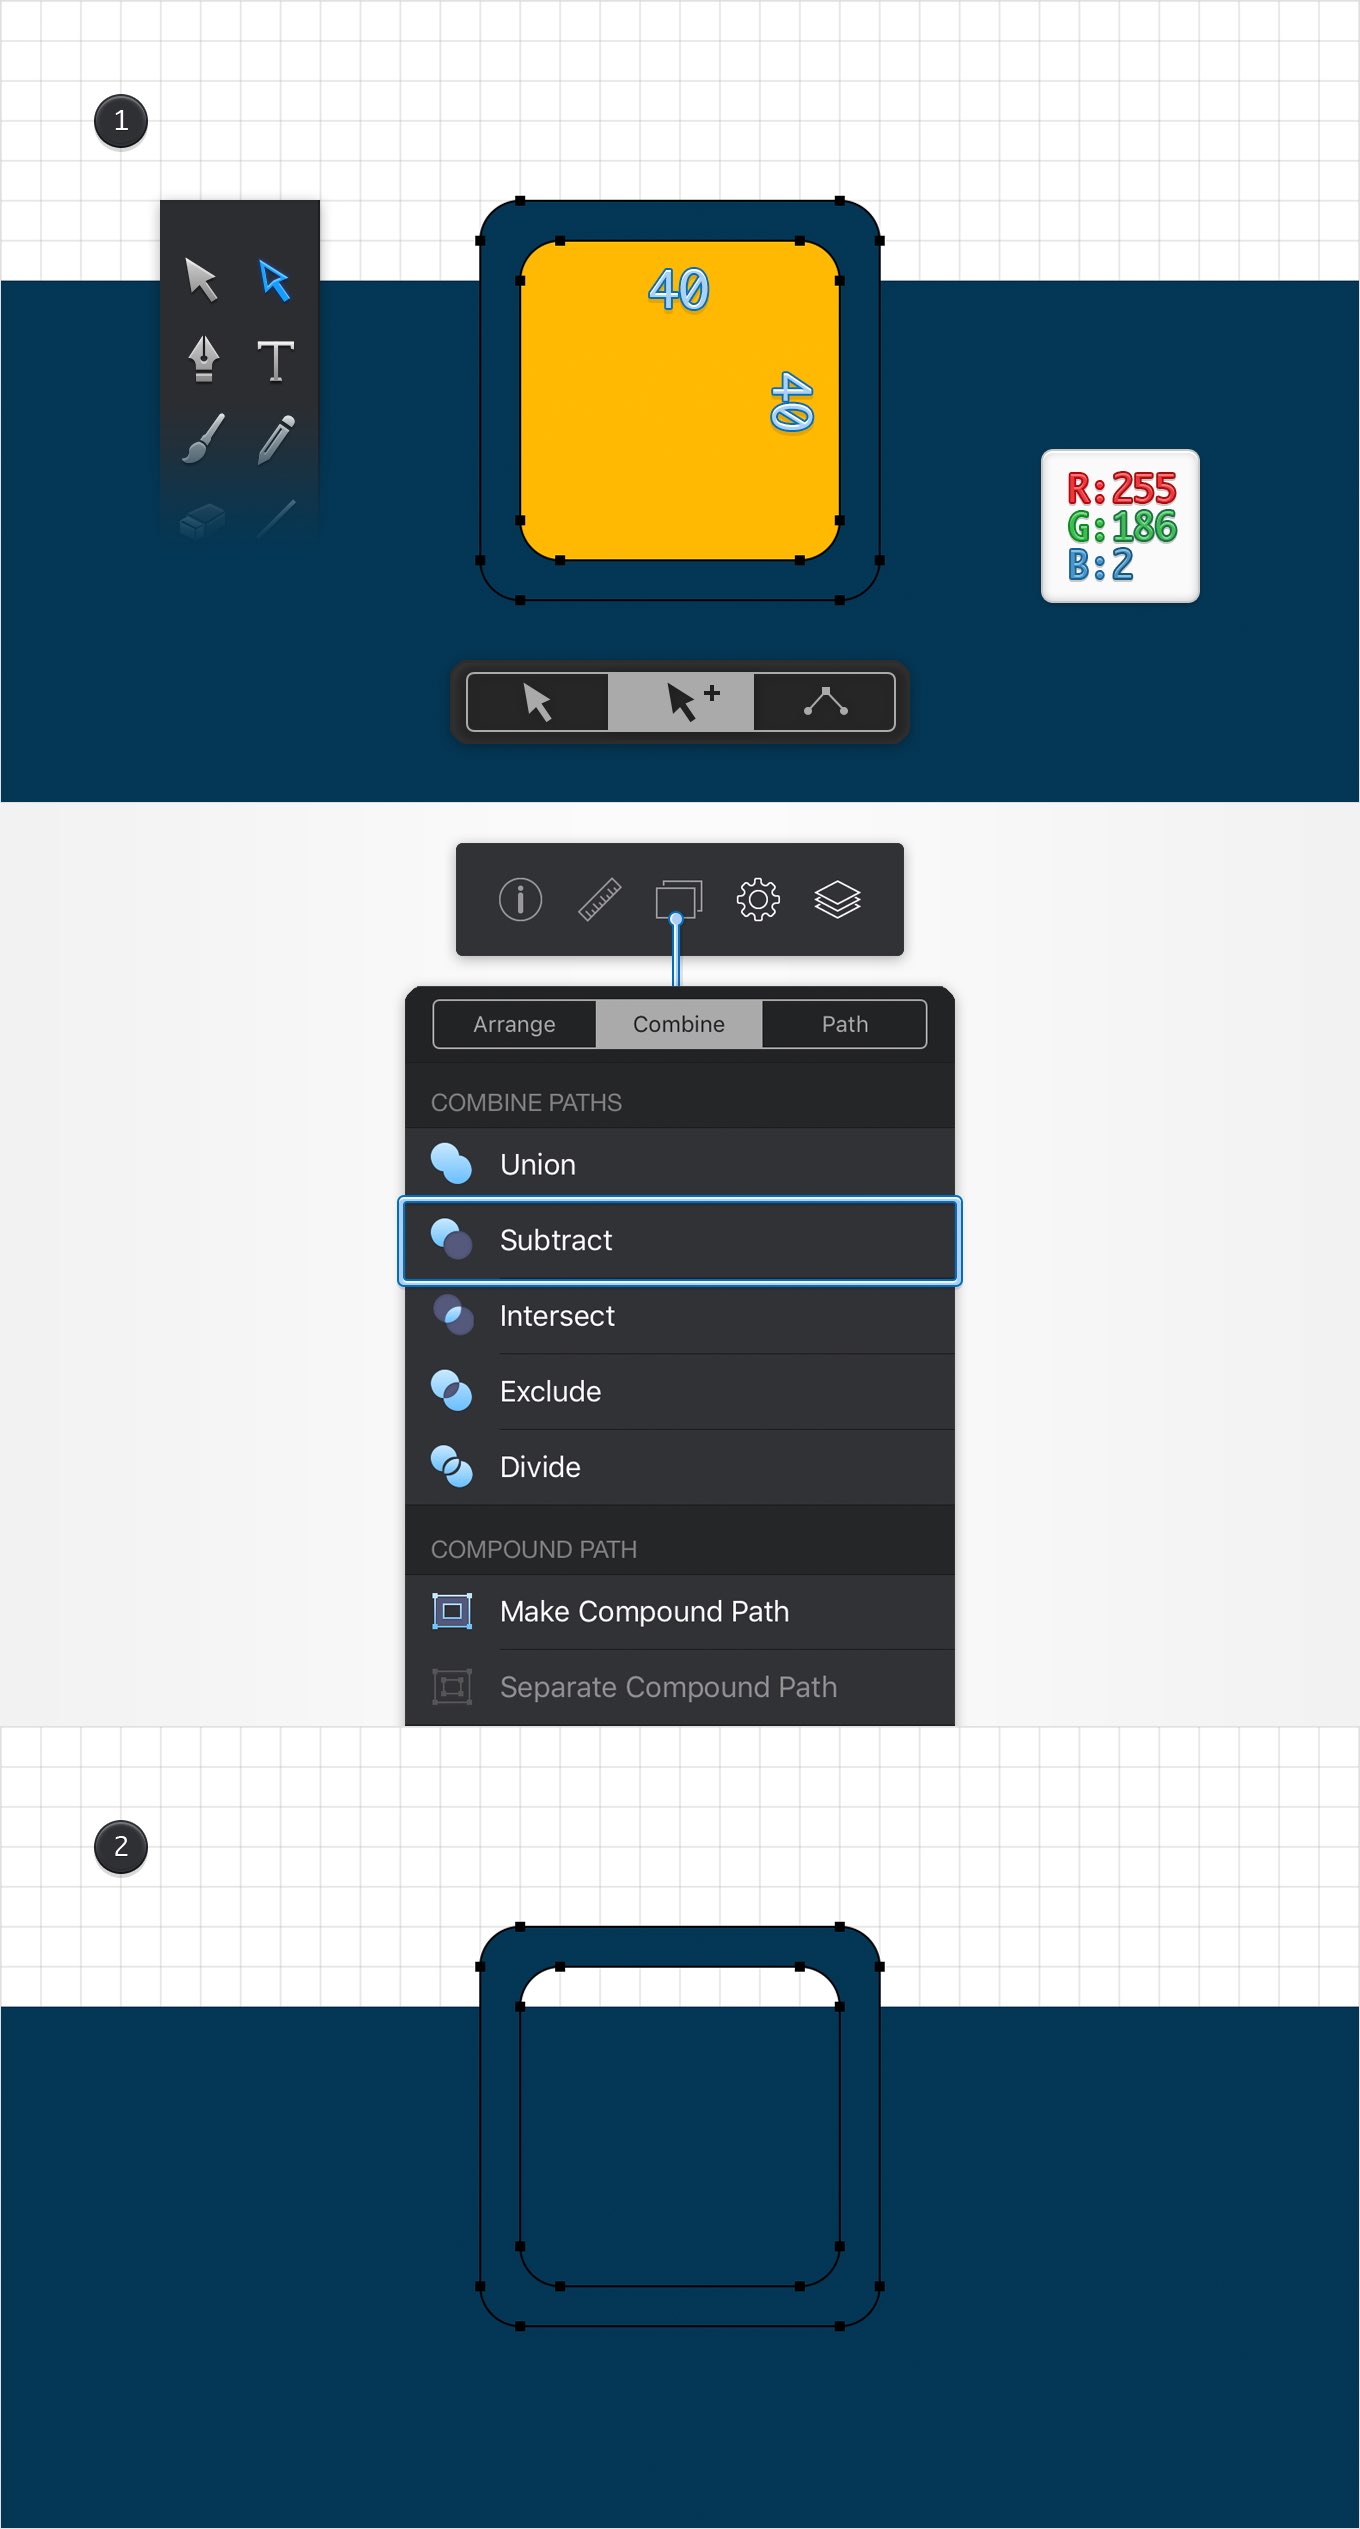 1
T
40
40
R:255
G:186
B:2
Arrange Combine Path
COMBINE PATHS
Union
Subtract
Intersect
Exclude
Divide
COMPOUND PATH
Make Compound Path
Separate Compound Path
2